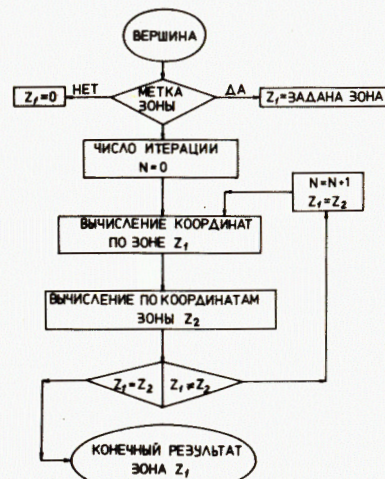 ВЕРШИНА
НЕТ
ДА
Z₁=0
МЕТКА
ЗОНЫ
Z₁=ЗАДАНА ЗОНА
ЧИСЛО ИТЕРАЦИИ
N=0
N=N+1
Z₁=Z₂
ВЫЧИСЛЕНИЕ КООРДИНАТ
ПО ЗОНЕ Z₁
ВЫЧИСЛЕНИЕ ПО КООРДИНАТАМ
ЗОНЫ Z₂
Z₁=Z₂
Z₁≠Z₂
КОНЕЧНЫЙ РЕЗУЛЬТАТ
ЗОНА Z₁